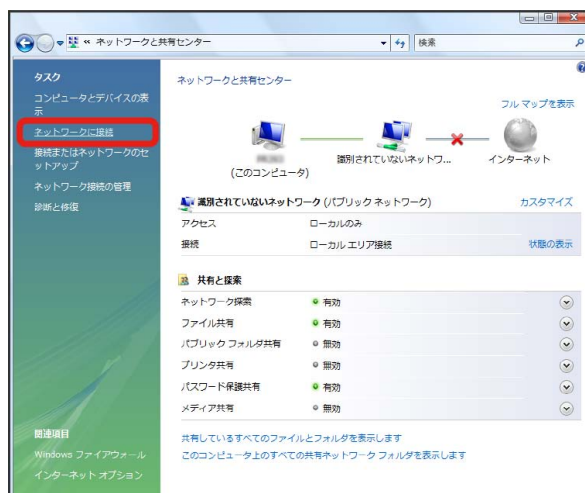 « ネットワークと共有センター
検索
タスク
コンピュータとデバイスの表
示
ネットワークに接続
接続またはネットワークのセ
ットアップ
ネットワーク接続の管理
診断と修復
関連項目
Windows ファイアウォール
インターネット オプション
ネットワークと共有センター
フル マップを表示
(このコンピュータ)
識別されていないネットワ...
インターネット
識別されていないネットワーク (パブリック ネットワーク) カスタマイズ
アクセス ローカルのみ
接続 ローカル エリア接続 状態の表示
共有と探索
ネットワーク探索 有効
ファイル共有 有効
パブリック フォルダ共有 無効
プリンタ共有 無効
パスワード保護共有 有効
メディア共有 無効
共有しているすべてのファイルとフォルダを表示します
このコンピュータ上のすべての共有ネットワーク フォルダを表示します